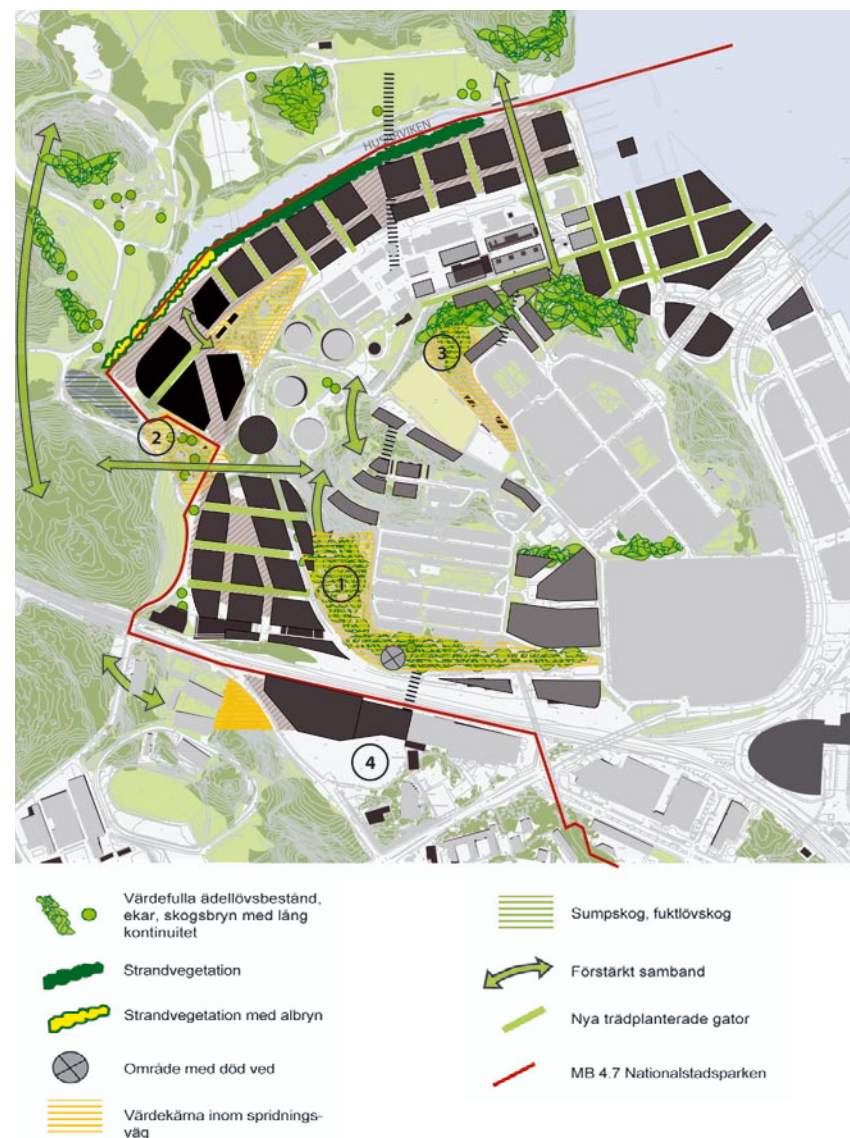 HUSARVIKEN
3
2
1
4
Värdefulla ädellövsbestånd,
ekar, skogsbryn med lång
kontinuitet
Strandvegetation
Strandvegetation med albryn
Område med död ved
Värdekärna inom spridnings-
väg
Sumpskog, fuktlövskog
Förstärkt samband
Nya trädplanterade gator
MB 4.7 Nationalstadsparken